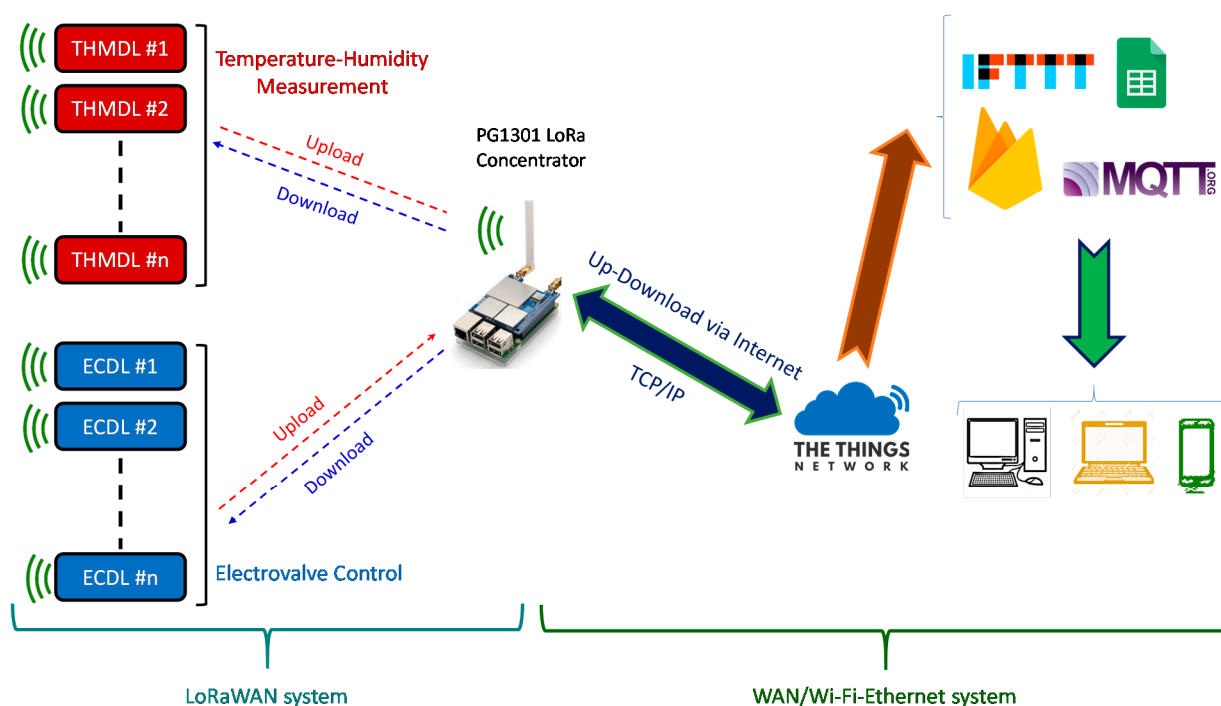 THMDL #1
THMDL #2
THMDL #n
Temperature-Humidity
Measurement
Upload
Download
PG1301 LoRa
Concentrator
ECDL #1
ECDL #2
ECDL #n
Electrovalve Control
Upload
Download
Up-Download via Internet
TCP/IP
THE THINGS
NETWORK
IFTTT
MQTT.ORG
LoRaWAN system
WAN/Wi-Fi-Ethernet system